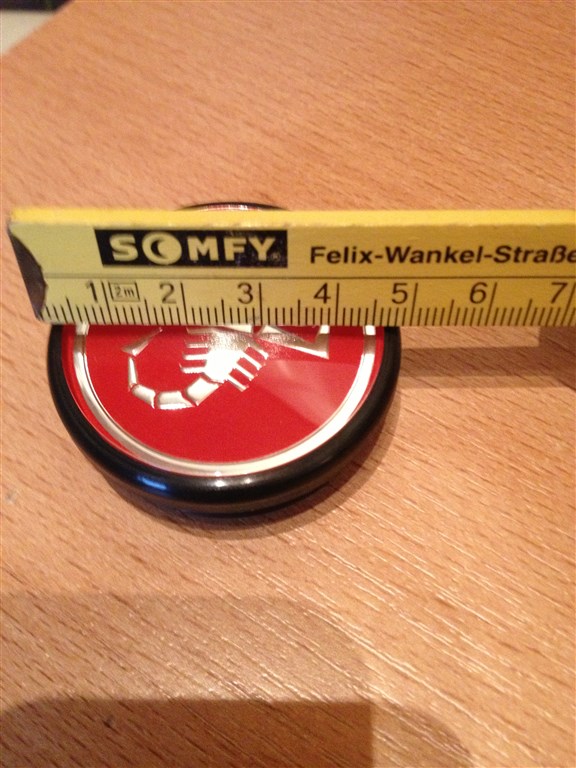 SOMFY Felix-Wankel-Straße
1 2m 2 3 4 5 6 7